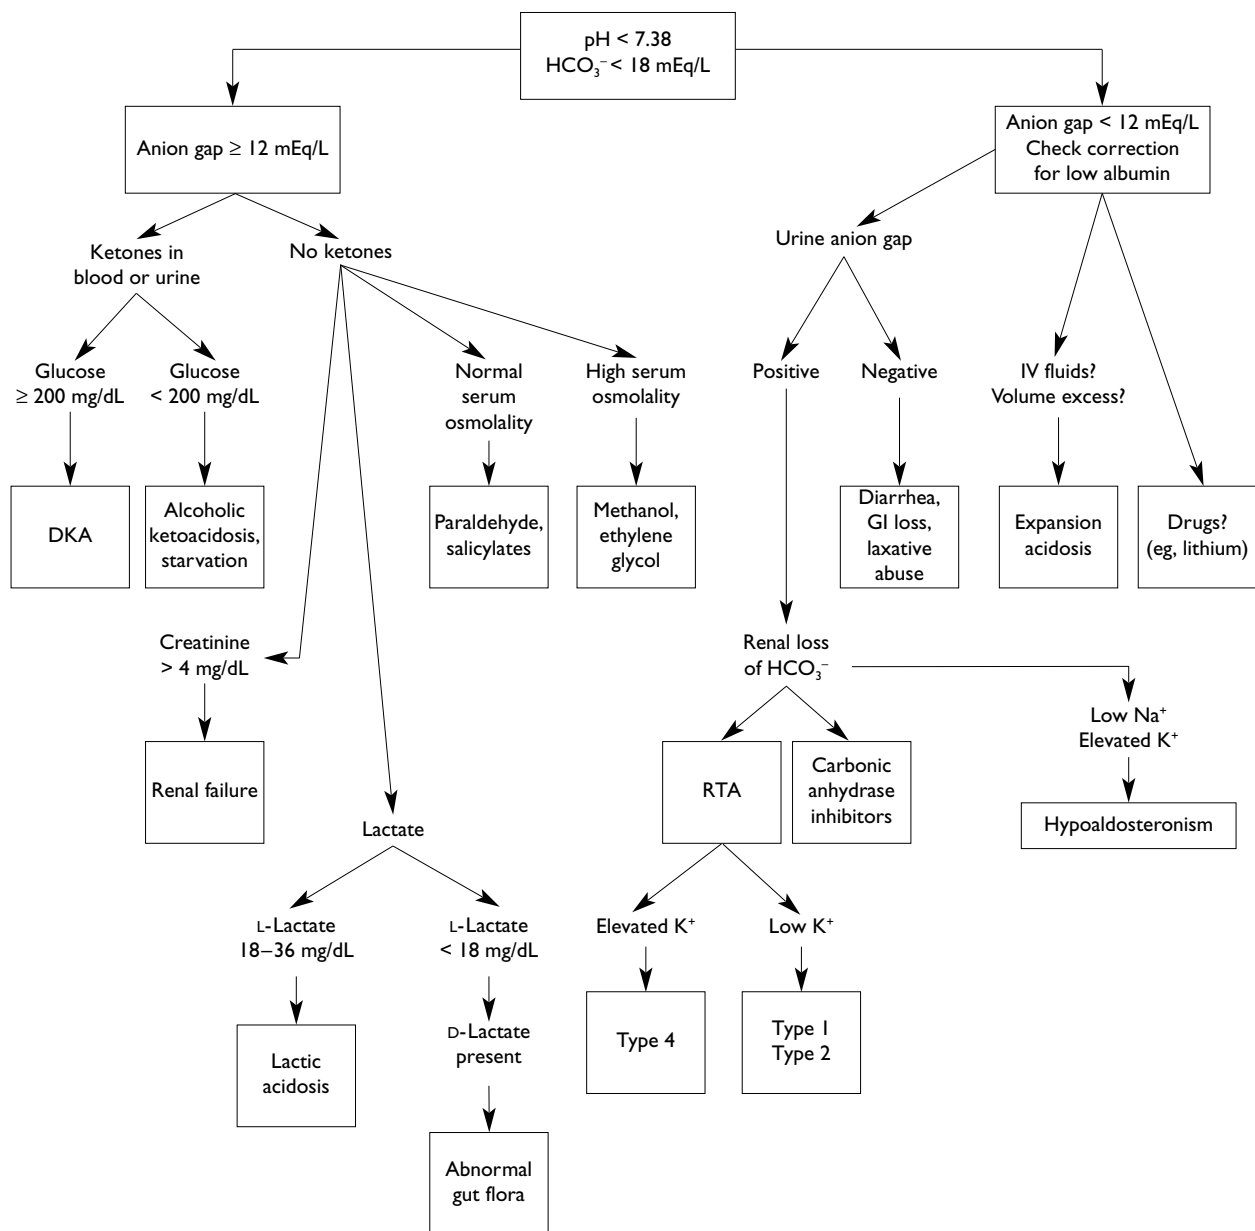 pH < 7.38
HCO₃⁻ < 18 mEq/L
Anion gap ≥ 12 mEq/L
Anion gap < 12 mEq/L
Check correction
for low albumin
Ketones in
blood or urine
No ketones
Urine anion gap
Glucose
≥ 200 mg/dL
Glucose
< 200 mg/dL
Normal
serum
osmolality
High serum
osmolality
Positive
Negative
IV fluids?
Volume excess?
DKA
Alcoholic
ketoacidosis,
starvation
Paraldehyde,
salicylates
Methanol,
ethylene
glycol
Diarrhea,
GI loss,
laxative
abuse
Expansion
acidosis
Drugs?
(eg, lithium)
Creatinine
> 4 mg/dL
Renal loss
of HCO₃⁻
Low Na⁺
Elevated K⁺
Renal failure
RTA
Carbonic
anhydrase
inhibitors
Hypoaldosteronism
Lactate
L-Lactate
18–36 mg/dL
L-Lactate
< 18 mg/dL
Elevated K⁺
Low K⁺
Lactic
acidosis
D-Lactate
present
Type 4
Type 1
Type 2
Abnormal
gut flora